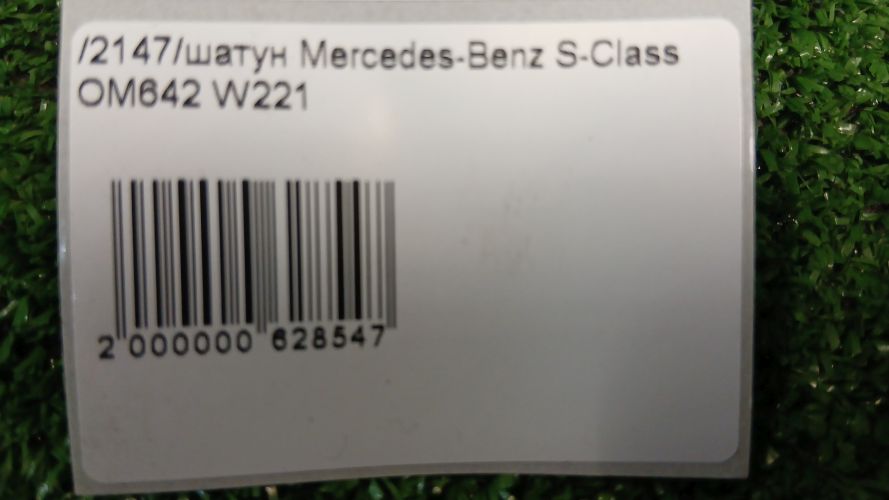 /2147/шатун Mercedes-Benz S-Class
OM642 W221
2 000000 628547